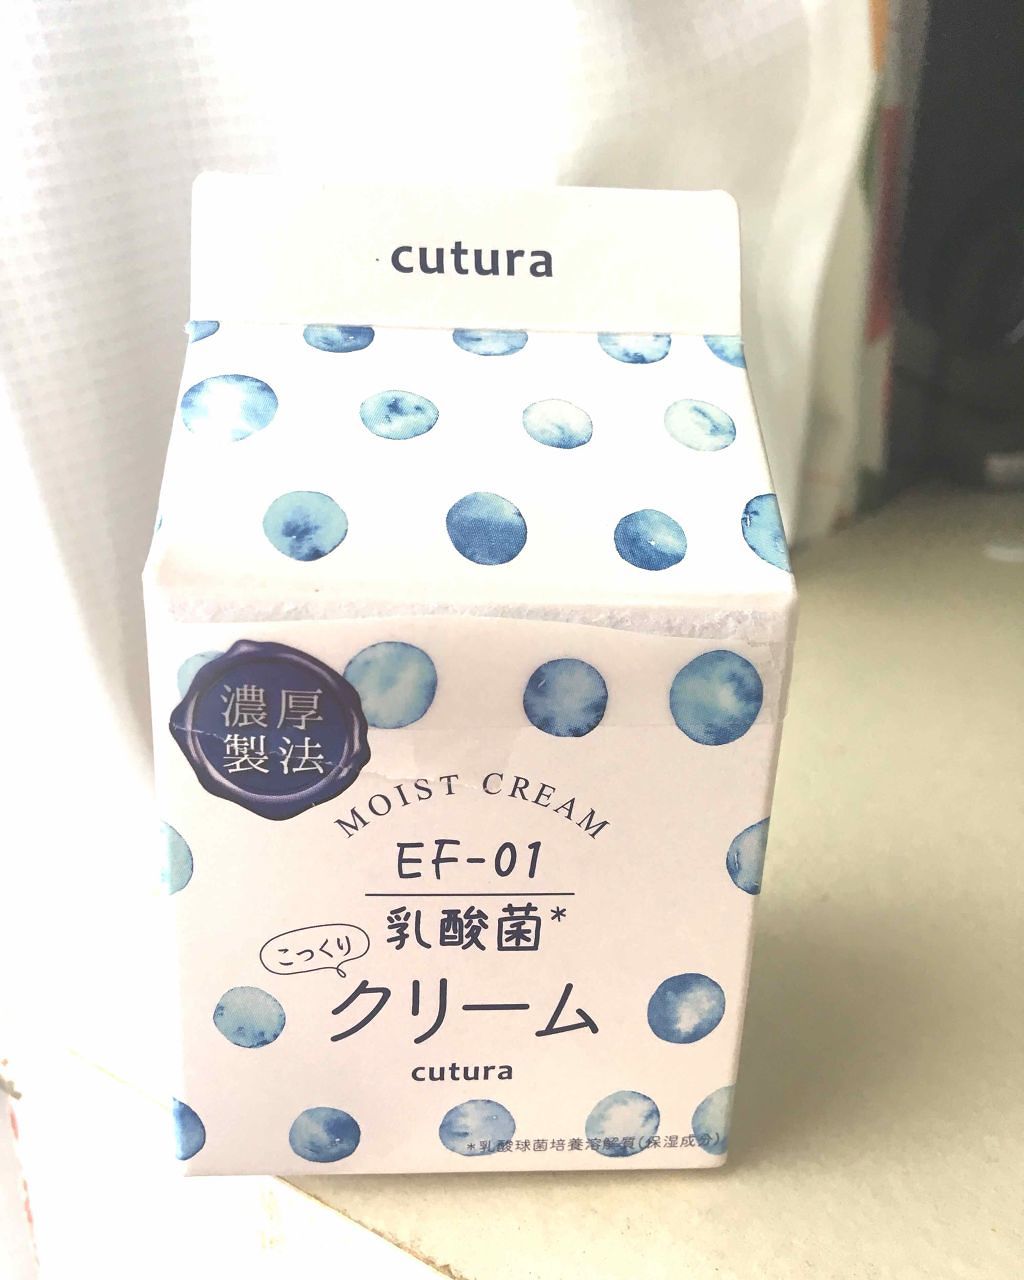 cutura
濃厚
製法
MOIST CREAM
EF-01
乳酸菌*
こっくり
クリーム
cutura
*乳酸球菌培養溶解質(保湿成分)